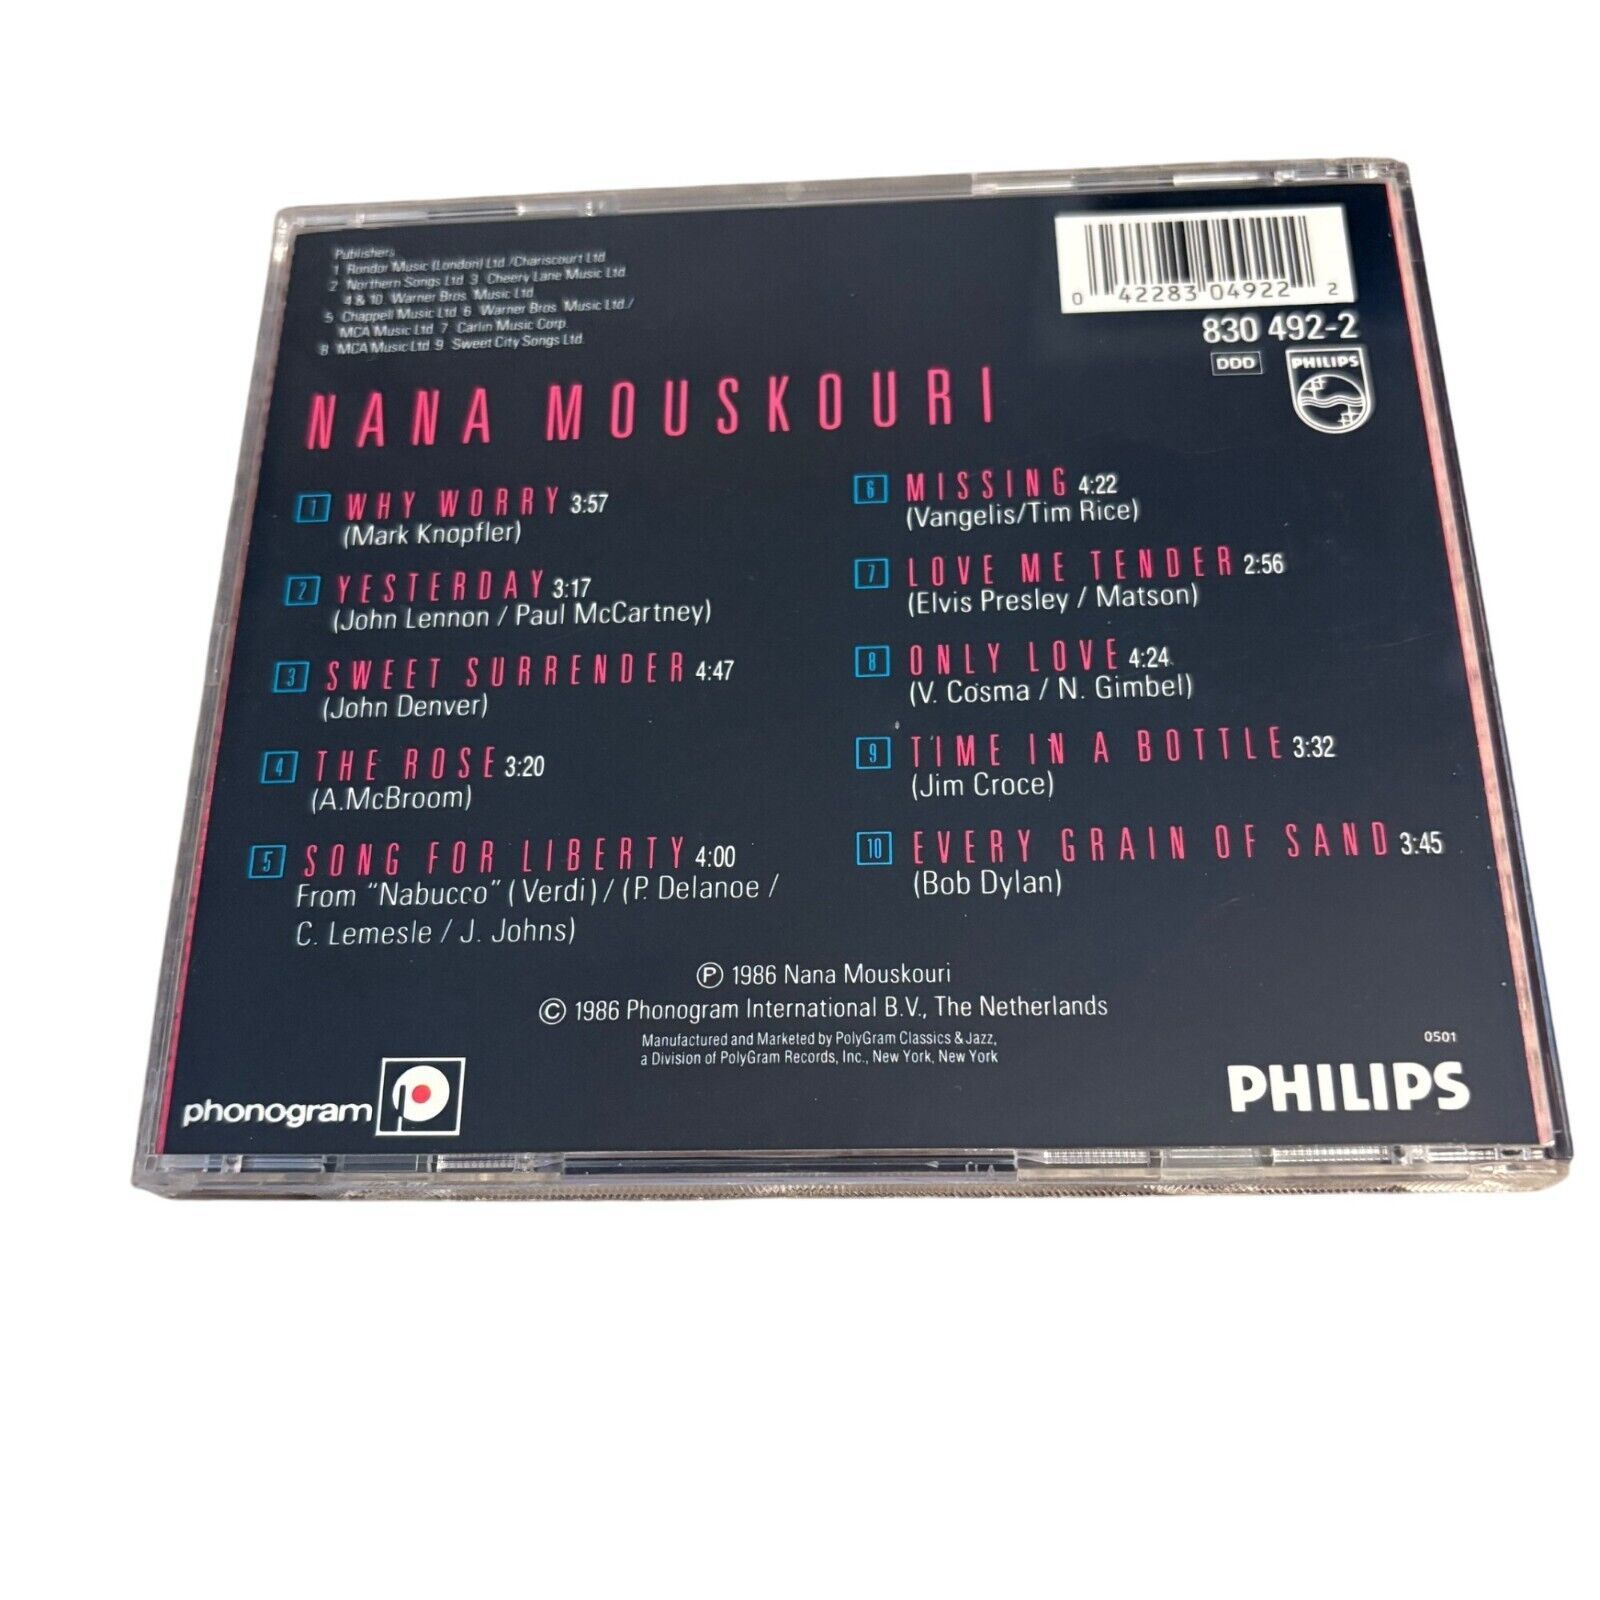 Publishers
1 Rondor Music (London) Ltd./Chariscourt Ltd.
2 Northern Songs Ltd. 3 Cheery Lane Music Ltd.
4 & 10 Warner Bros. Music Ltd.
5 Chappell Music Ltd. 6 Warner Bros. Music Ltd./
MCA Music Ltd. 7 Carlin Music Corp.
8 MCA Music Ltd. 9 Sweet City Songs Ltd.
0 42283 04922 2
830 492-2
DDD
PHILIPS
NANA MOUSKOURI
1 WHY WORRY 3:57
(Mark Knopfler)
2 YESTERDAY 3:17
(John Lennon / Paul McCartney)
3 SWEET SURRENDER 4:47
(John Denver)
4 THE ROSE 3:20
(A.McBroom)
5 SONG FOR LIBERTY 4:00
From "Nabucco" (Verdi) / (P. Delanoe /
C. Lemesle / J. Johns)
6 MISSING 4:22
(Vangelis/Tim Rice)
7 LOVE ME TENDER 2:56
(Elvis Presley / Matson)
8 ONLY LOVE 4:24
(V. Cosma / N. Gimbel)
9 TIME IN A BOTTLE 3:32
(Jim Croce)
10 EVERY GRAIN OF SAND 3:45
(Bob Dylan)
℗ 1986 Nana Mouskouri
© 1986 Phonogram International B.V., The Netherlands
Manufactured and Marketed by PolyGram Classics & Jazz,
a Division of PolyGram Records, Inc., New York, New York
0501
phonogram
PHILIPS